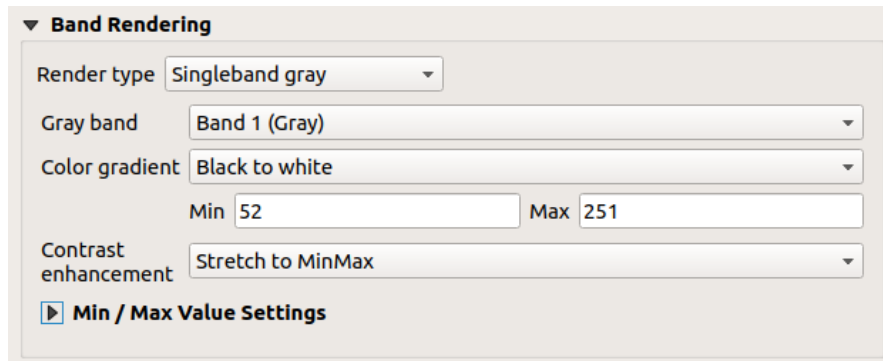 Band Rendering
Render type Singleband gray
Gray band Band 1 (Gray)
Color gradient Black to white
Min 52 Max 251
Contrast
enhancement Stretch to MinMax
Min / Max Value Settings